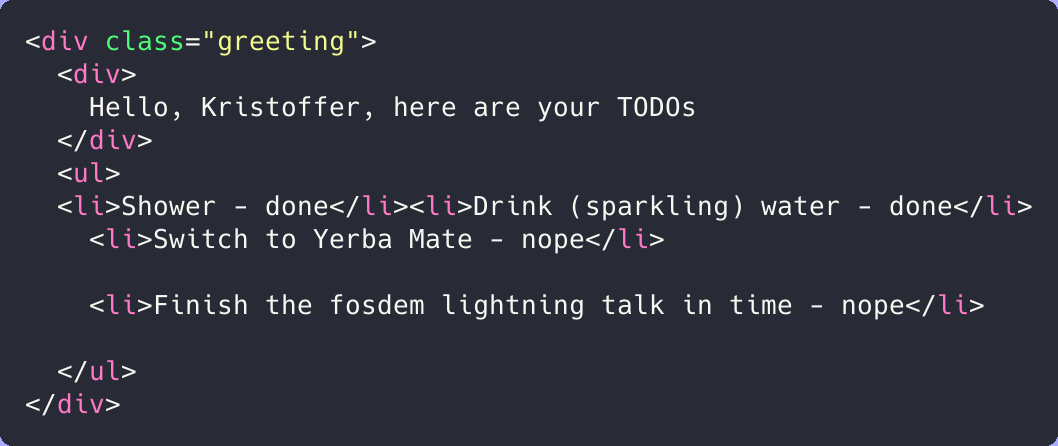 <div class="greeting">
  <div>
    Hello, Kristoffer, here are your TODOs
  </div>
  <ul>
  <li>Shower - done</li><li>Drink (sparkling) water - done</li>
    <li>Switch to Yerba Mate - nope</li>

    <li>Finish the fosdem lightning talk in time - nope</li>

  </ul>
</div>